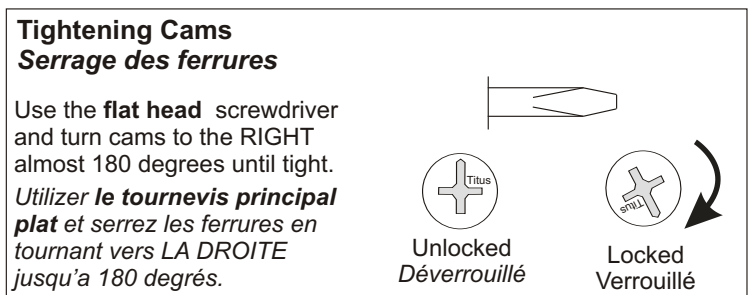 Tightening Cams
Serrage des ferrures
Use the flat head screwdriver
and turn cams to the RIGHT
almost 180 degrees until tight.
Utiliser le tournevis principal
plat et serrez les ferrures en
tournant vers LA DROITE
jusqu'a 180 degrés.
Titus
Titus
Unlocked
Déverrouillé
Locked
Verrouillé